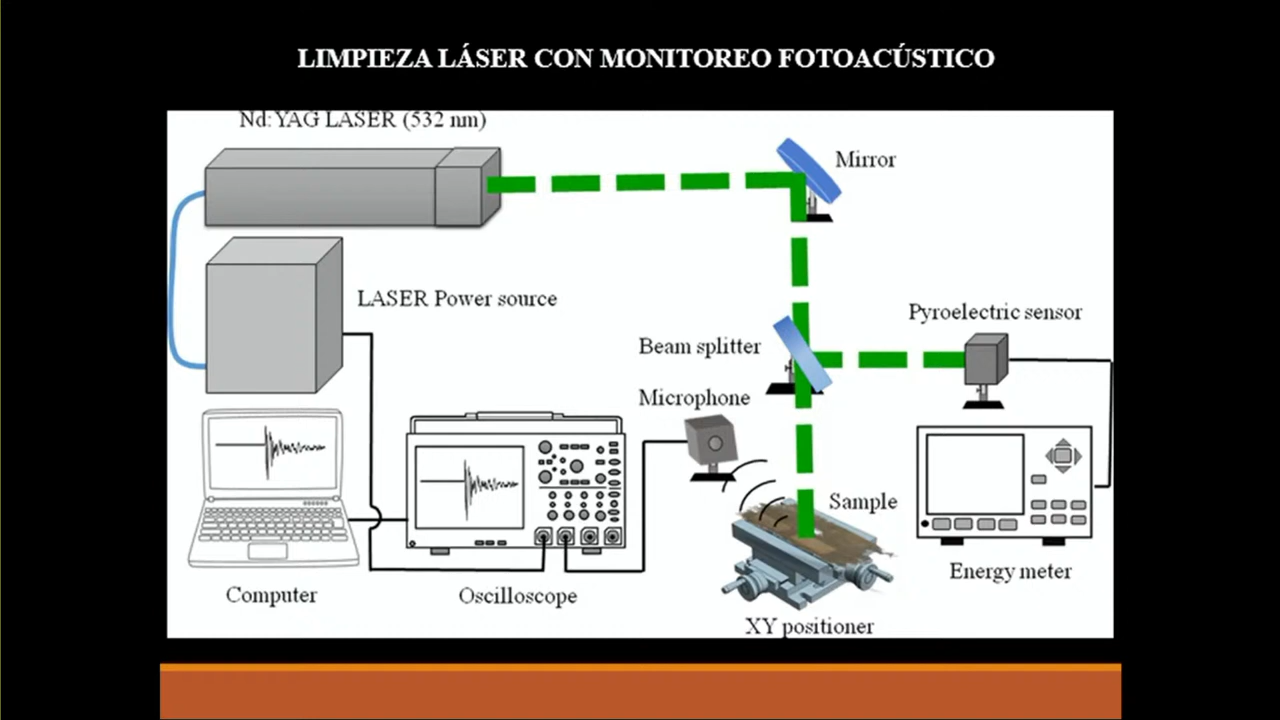 LIMPIEZA LÁSER CON MONITOREO FOTOACÚSTICO
Nd:YAG LASER (532 nm)
Mirror
LASER Power source
Pyroelectric sensor
Beam splitter
Microphone
Sample
Energy meter
Computer
Oscilloscope
XY positioner